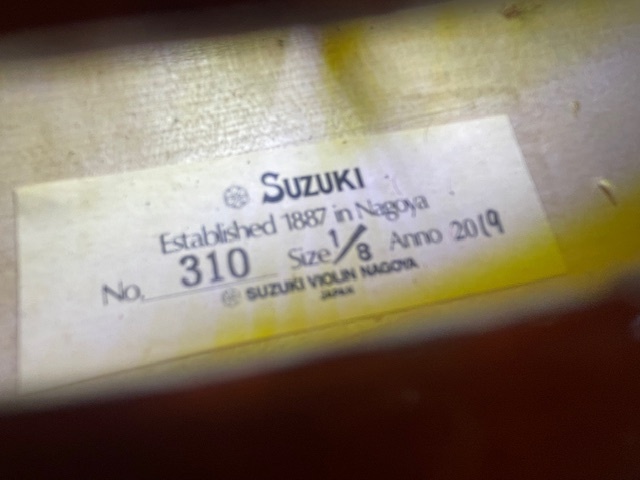 SUZUKI
Established 1887 in Nagoya
No. 310 Size 1/8 Anno 2019
SUZUKI VIOLIN NAGOYA
JAPAN